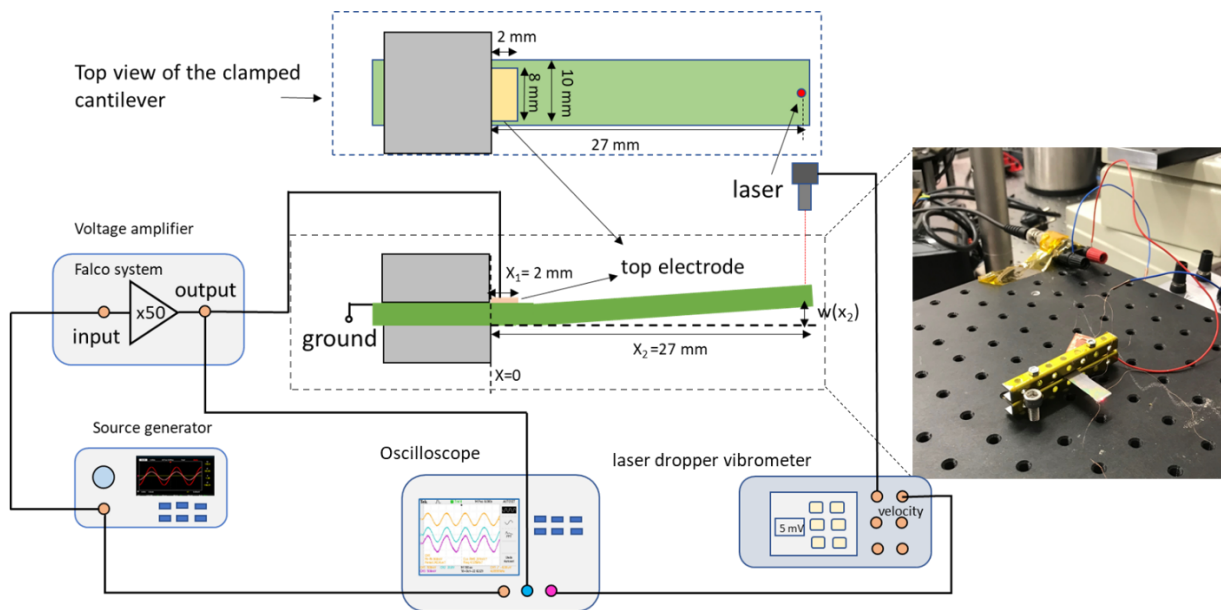 2 mm
Top view of the clamped
cantilever
8 mm
10 mm
27 mm
laser
Voltage amplifier
Falco system
output
x50
input
X₁= 2 mm
top electrode
ground
w(x₂)
X₂ =27 mm
X=0
Source generator
Oscilloscope
laser dropper vibrometer
velocity
5 mV